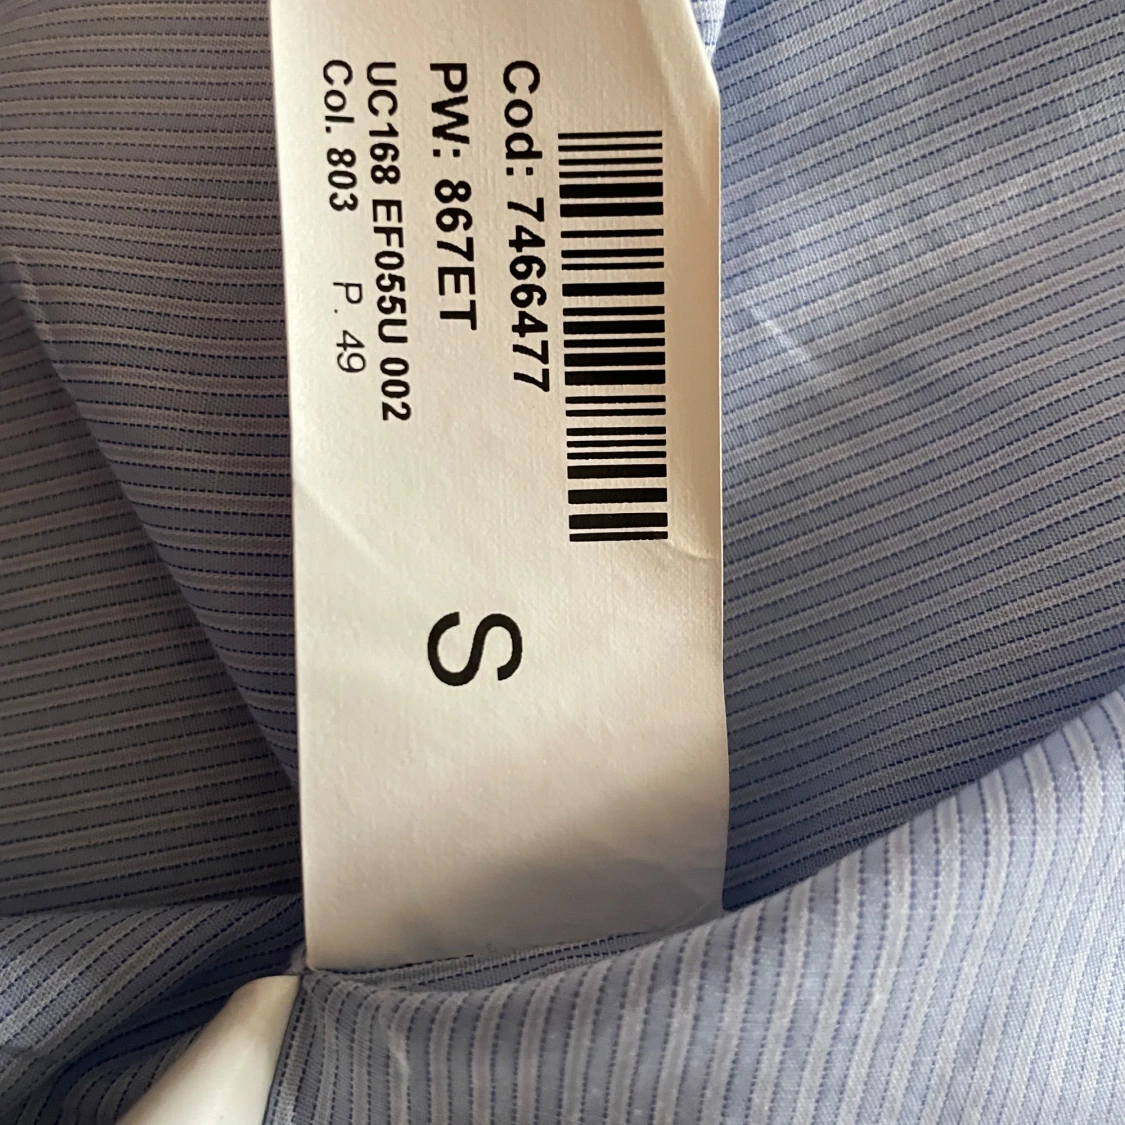 Cod: 7466477
PW: 867ET
UC168 EF055U 002
Col. 803 P. 49
S